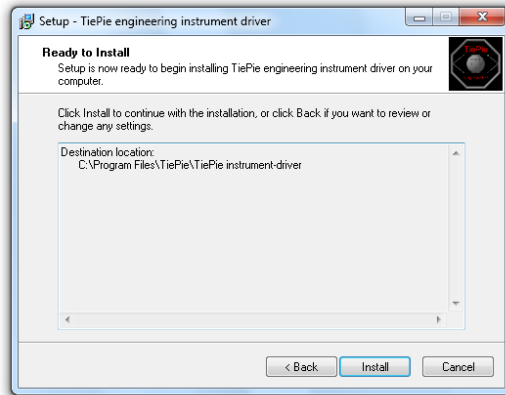 Setup - TiePie engineering instrument driver
Ready to Install
Setup is now ready to begin installing TiePie engineering instrument driver on your
computer.
TiePie
Click Install to continue with the installation, or click Back if you want to review or
change any settings.
Destination location:
C:\Program Files\TiePie\TiePie instrument-driver
< Back
Install
Cancel